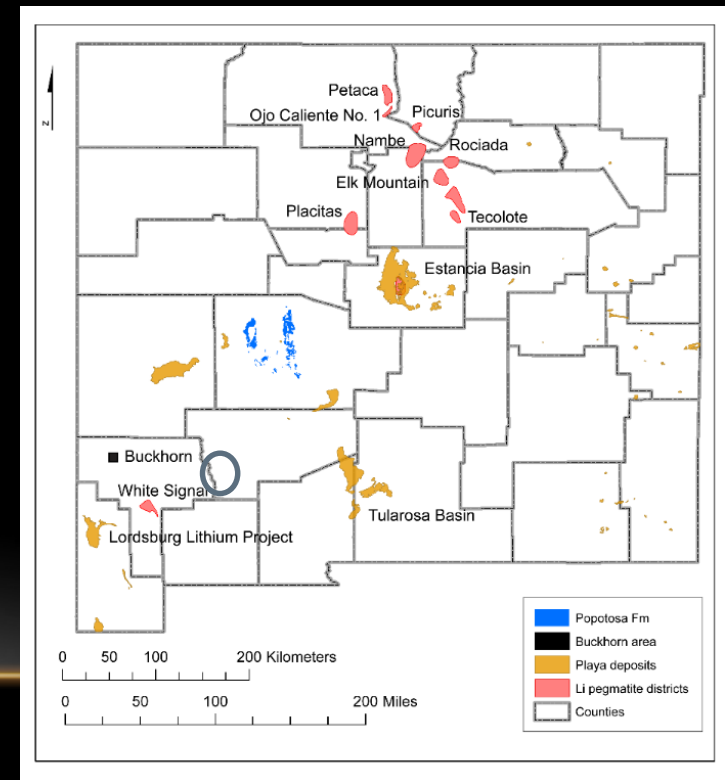 Petaca
Ojo Caliente No. 1
Picuris
Nambe
Rociada
Elk Mountain
Placitas
Tecolote
Estancia Basin
Buckhorn
White Signal
Lordsburg Lithium Project
Tularosa Basin
N
0 50 100 200 Kilometers
0 50 100 200 Miles
Popotosa Fm
Buckhorn area
Playa deposits
Li pegmatite districts
Counties